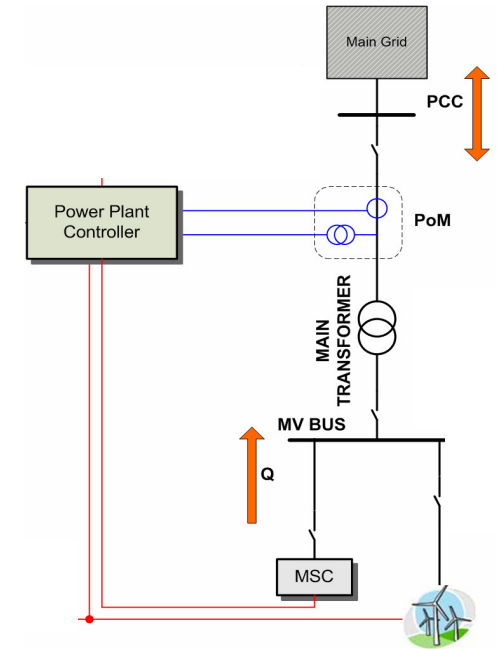 Main Grid
PCC
Power Plant
Controller
PoM
MAIN
TRANSFORMER
MV BUS
Q
MSC